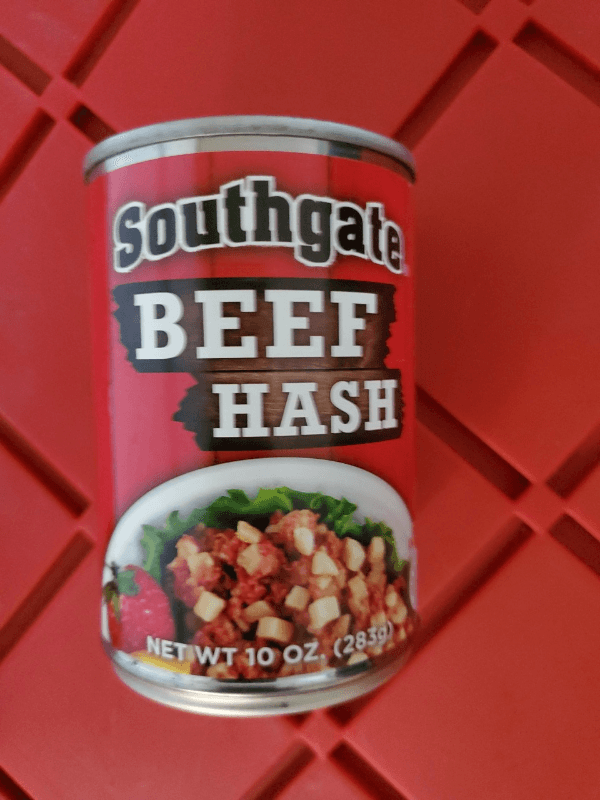 Southgate
BEEF
HASH
NET WT 10 OZ. (283g)